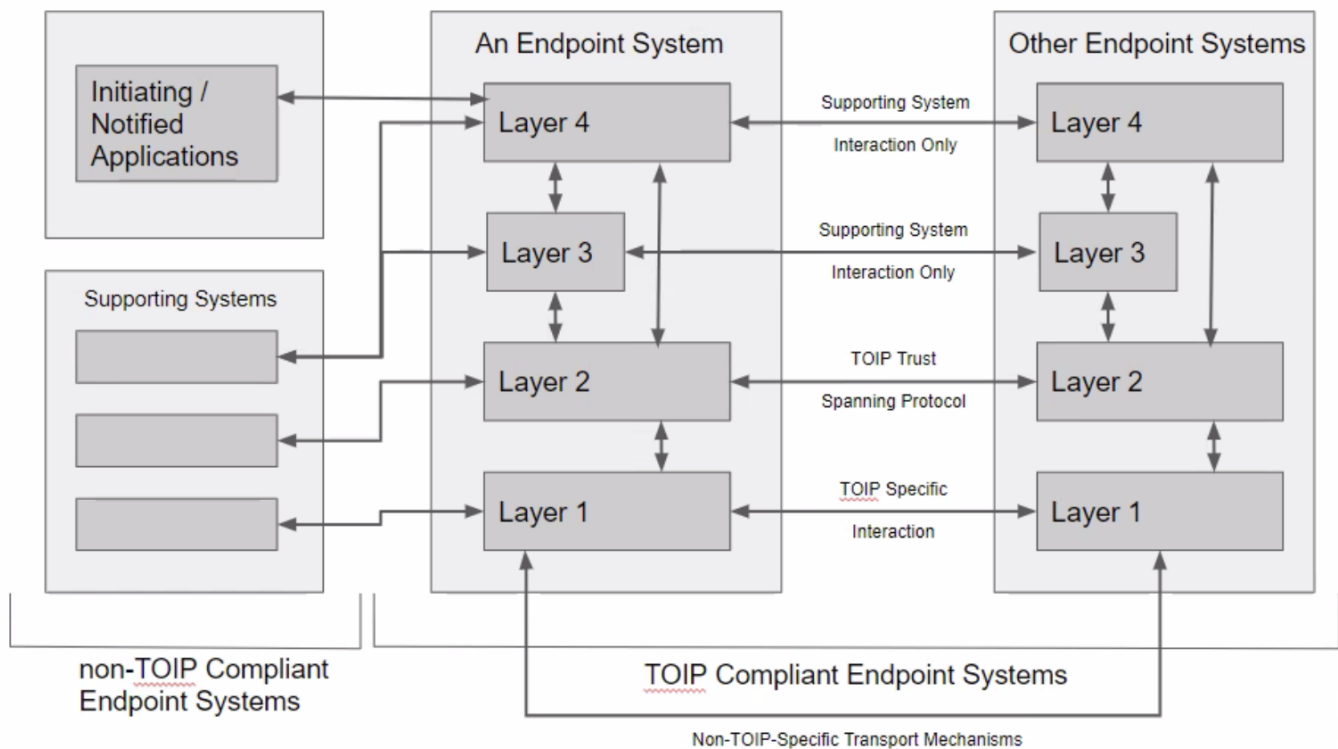 Initiating /
Notified
Applications
Supporting Systems
non-TOIP Compliant
Endpoint Systems
An Endpoint System
Layer 4
Layer 3
Layer 2
Layer 1
Supporting System
Interaction Only
Supporting System
Interaction Only
TOIP Trust
Spanning Protocol
TOIP Specific
Interaction
Other Endpoint Systems
Layer 4
Layer 3
Layer 2
Layer 1
TOIP Compliant Endpoint Systems
Non-TOIP-Specific Transport Mechanisms